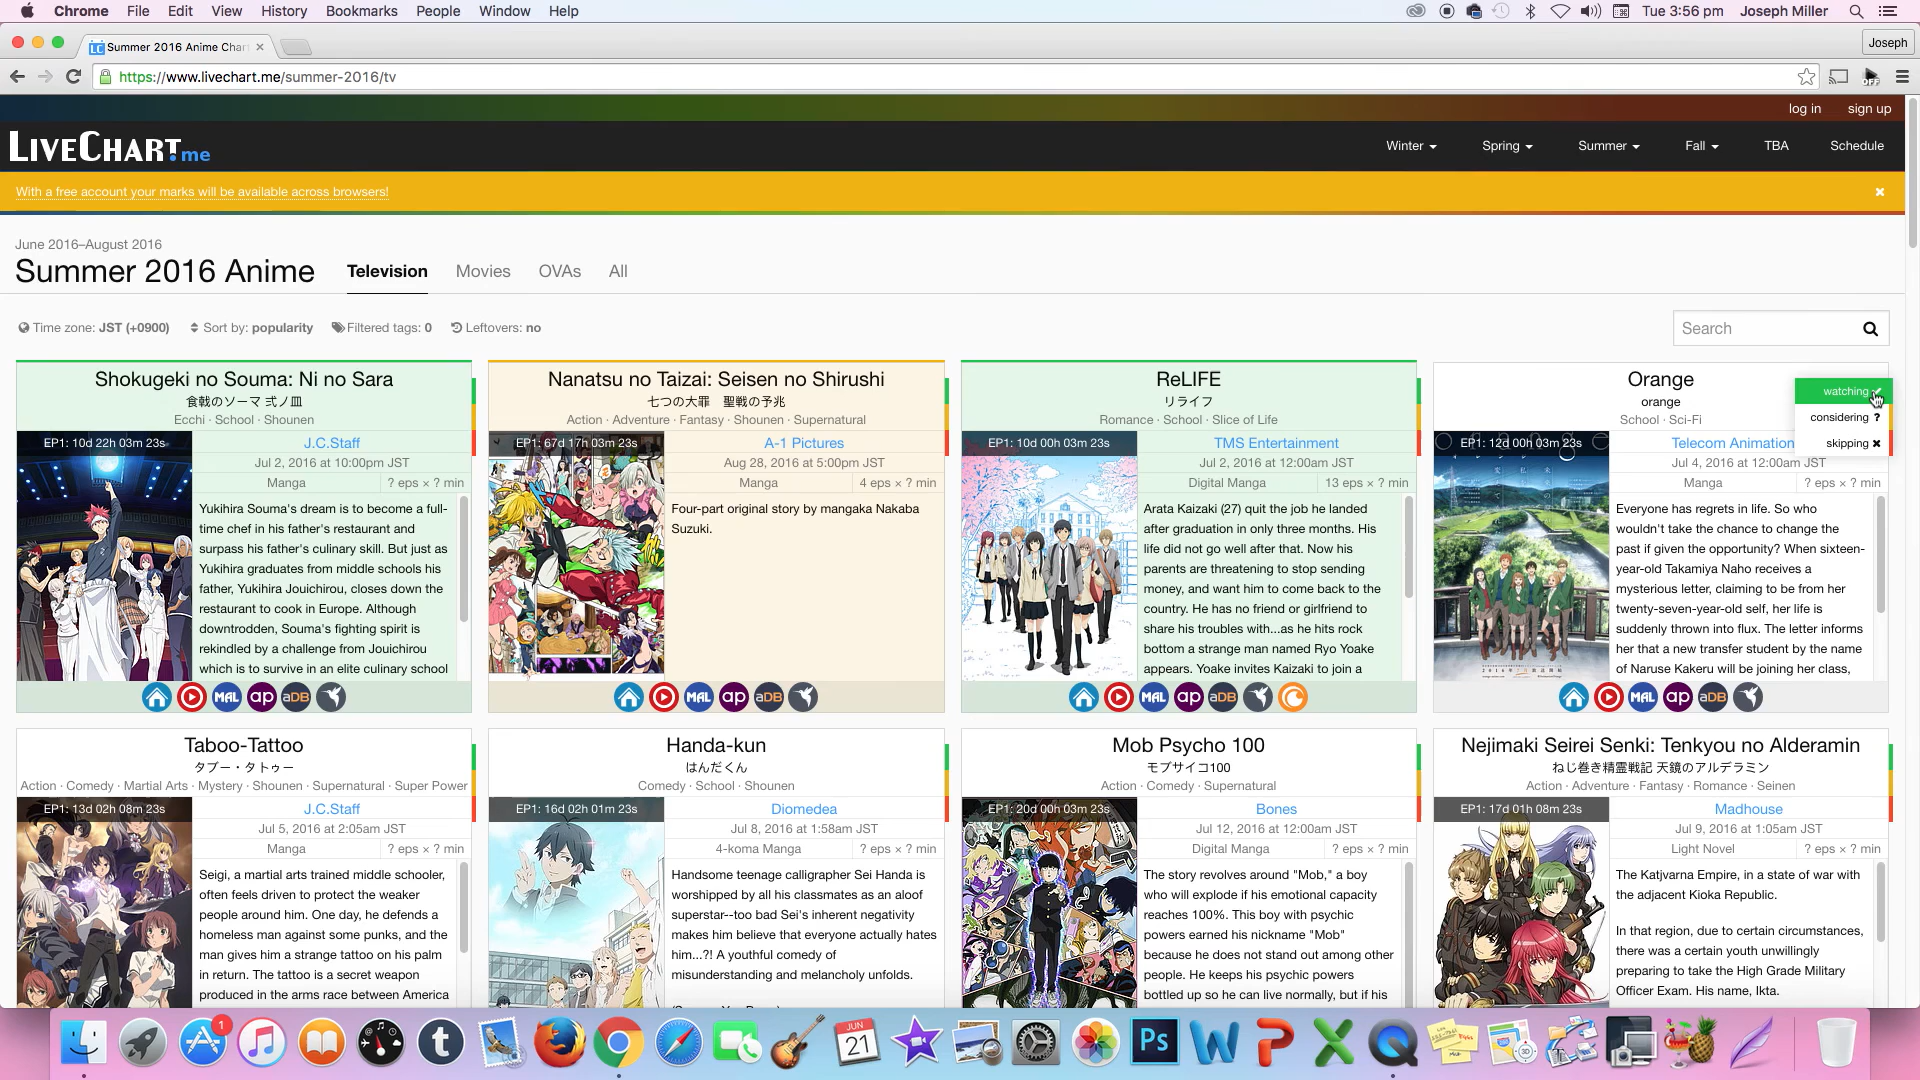 Chrome File Edit View History Bookmarks People Window Help Tue 3:56 pm Joseph Miller
Summer 2016 Anime Char
Joseph
https://www.livechart.me/summer-2016/tv
OFF
log in sign up
LIVECHART.me
Winter Spring Summer Fall TBA Schedule
With a free account your marks will be available across browsers!
June 2016–August 2016
Summer 2016 Anime Television Movies OVAs All
Time zone: JST (+0900) Sort by: popularity Filtered tags: 0 Leftovers: no
Search
Shokugeki no Souma: Ni no Sara
食戟のソーマ 弐ノ皿
Ecchi · School · Shounen
EP1: 10d 22h 03m 23s
J.C.Staff
Jul 2, 2016 at 10:00pm JST
Manga ? eps × ? min
Yukihira Souma's dream is to become a full-
time chef in his father's restaurant and
surpass his father's culinary skill. But just as
Yukihira graduates from middle schools his
father, Yukihira Jouichirou, closes down the
restaurant to cook in Europe. Although
downtrodden, Souma's fighting spirit is
rekindled by a challenge from Jouichirou
which is to survive in an elite culinary school
MAL ap aDB
Nanatsu no Taizai: Seisen no Shirushi
七つの大罪 聖戦の予兆
Action · Adventure · Fantasy · Shounen · Supernatural
EP1: 67d 17h 03m 23s
A-1 Pictures
Aug 28, 2016 at 5:00pm JST
Manga 4 eps × ? min
Four-part original story by mangaka Nakaba
Suzuki.
MAL ap aDB
ReLIFE
リライフ
Romance · School · Slice of Life
EP1: 10d 00h 03m 23s
TMS Entertainment
Jul 2, 2016 at 12:00am JST
Digital Manga 13 eps × ? min
Arata Kaizaki (27) quit the job he landed
after graduation in only three months. His
life did not go well after that. Now his
parents are threatening to stop sending
money, and want him to come back to the
country. He has no friend or girlfriend to
share his troubles with...as he hits rock
bottom a strange man named Ryo Yoake
appears. Yoake invites Kaizaki to join a
MAL ap aDB
Orange
orange
School · Sci-Fi
watching
considering ?
skipping
EP1: 12d 00h 03m 23s
Telecom Animation
Jul 4, 2016 at 12:00am JST
Manga ? eps × ? min
Everyone has regrets in life. So who
wouldn't take the chance to change the
past if given the opportunity? When sixteen-
year-old Takamiya Naho receives a
mysterious letter, claiming to be from her
twenty-seven-year-old self, her life is
suddenly thrown into flux. The letter informs
her that a new transfer student by the name
of Naruse Kakeru will be joining her class,
MAL ap aDB
Taboo-Tattoo
タブー・タトゥー
Action · Comedy · Martial Arts · Mystery · Shounen · Supernatural · Super Power
EP1: 13d 02h 08m 23s
J.C.Staff
Jul 5, 2016 at 2:05am JST
Manga ? eps × ? min
Seigi, a martial arts trained middle schooler,
often feels driven to protect the weaker
people around him. One day, he defends a
homeless man against some punks, and the
man gives him a strange tattoo on his palm
in return. The tattoo is a secret weapon
produced in the arms race between America
Handa-kun
はんだくん
Comedy · School · Shounen
EP1: 16d 02h 01m 23s
Diomedea
Jul 8, 2016 at 1:58am JST
4-koma Manga ? eps × ? min
Handsome teenage calligrapher Sei Handa is
worshipped by all his classmates as an aloof
superstar--too bad Sei's inherent negativity
makes him believe that everyone actually hates
him...?! A youthful comedy of
misunderstanding and melancholy unfolds.
Mob Psycho 100
モブサイコ100
Action · Comedy · Supernatural
EP1: 20d 00h 03m 23s
Bones
Jul 12, 2016 at 12:00am JST
Digital Manga ? eps × ? min
The story revolves around "Mob," a boy
who will explode if his emotional capacity
reaches 100%. This boy with psychic
powers earned his nickname "Mob"
because he does not stand out among other
people. He keeps his psychic powers
bottled up so he can live normally, but if his
Nejimaki Seirei Senki: Tenkyou no Alderamin
ねじ巻き精霊戦記 天鏡のアルデラミン
Action · Adventure · Fantasy · Romance · Seinen
EP1: 17d 01h 08m 23s
Madhouse
Jul 9, 2016 at 1:05am JST
Light Novel ? eps × ? min
The Katjvarna Empire, in a state of war with
the adjacent Kioka Republic.
In that region, due to certain circumstances,
there was a certain youth unwillingly
preparing to take the High Grade Military
Officer Exam. His name, Ikta.
1
JUN
21
Ps